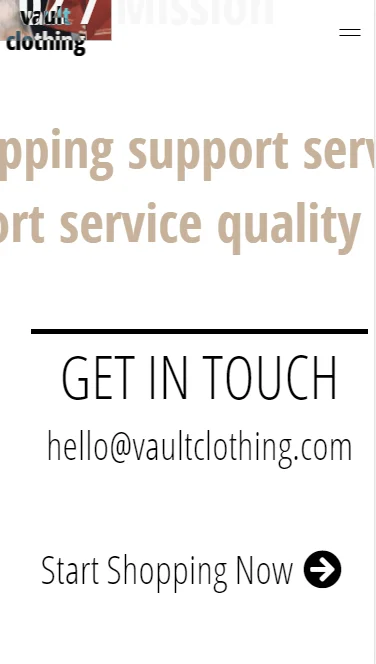 Mission
vault
clothing
pping support serv
ort service quality
GET IN TOUCH
hello@vaultclothing.com
Start Shopping Now